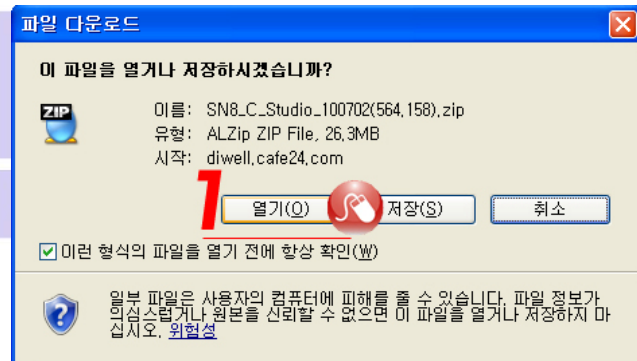 파일 다운로드
이 파일을 열거나 저장하시겠습니까?
ZIP
이름: SN8_C_Studio_100702(564,158).zip
유형: ALZip ZIP File, 26,3MB
시작: diwell.cafe24.com
1
열기(O) 저장(S) 취소
이런 형식의 파일을 열기 전에 항상 확인(W)
일부 파일은 사용자의 컴퓨터에 피해를 줄 수 있습니다. 파일 정보가
의심스럽거나 원본을 신뢰할 수 없으면 이 파일을 열거나 저장하지 마
십시오. 위험성